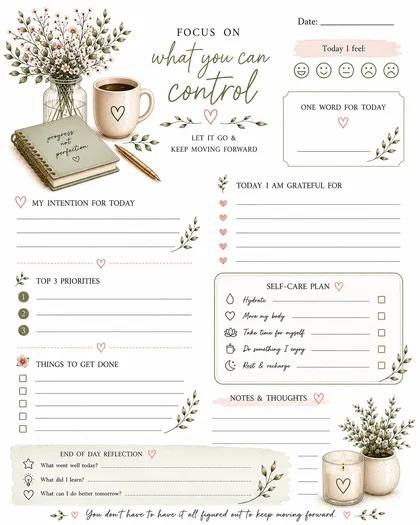 FOCUS ON
what you can
control
LET IT GO &
KEEP MOVING FORWARD
Date:
Today I feel:
ONE WORD FOR TODAY
progress
not
perfection
MY INTENTION FOR TODAY
TODAY I AM GRATEFUL FOR
TOP 3 PRIORITIES
1
2
3
SELF-CARE PLAN
Hydrate
Move my body
Take time for myself
Do something I enjoy
Rest & recharge
THINGS TO GET DONE
NOTES & THOUGHTS
END OF DAY REFLECTION
What went well today?
What did I learn?
What can I do better tomorrow?
You don't have to have it all figured out to keep moving forward.